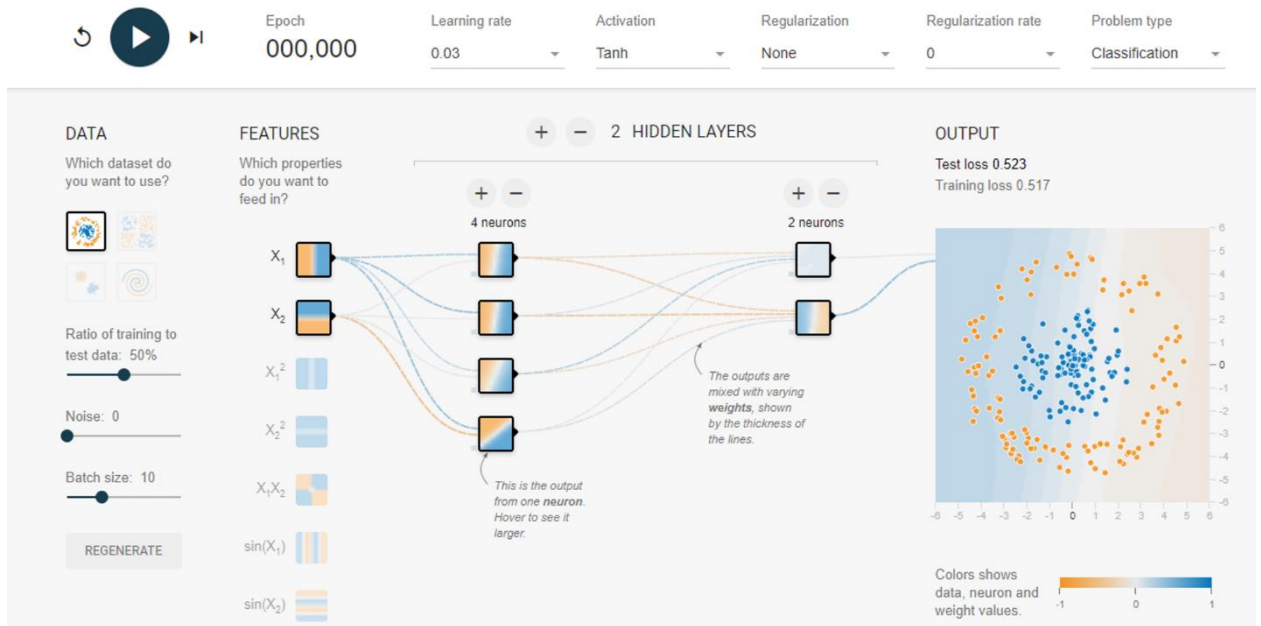 Epoch
000,000
Learning rate
0.03
Activation
Tanh
Regularization
None
Regularization rate
0
Problem type
Classification
DATA
Which dataset do
you want to use?
Ratio of training to
test data: 50%
Noise: 0
Batch size: 10
REGENERATE
FEATURES
Which properties
do you want to
feed in?
X₁
X₂
X₁²
X₂²
X₁X₂
sin(X₁)
sin(X₂)
+ − 2 HIDDEN LAYERS
+ −
4 neurons
+ −
2 neurons
The outputs are
mixed with varying
weights, shown
by the thickness of
the lines.
This is the output
from one neuron.
Hover to see it
larger.
OUTPUT
Test loss 0.523
Training loss 0.517
6
5
4
3
2
1
0
-1
-2
-3
-4
-5
-6
-6 -5 -4 -3 -2 -1 0 1 2 3 4 5 6
Colors shows
data, neuron and
weight values.
-1 0 1